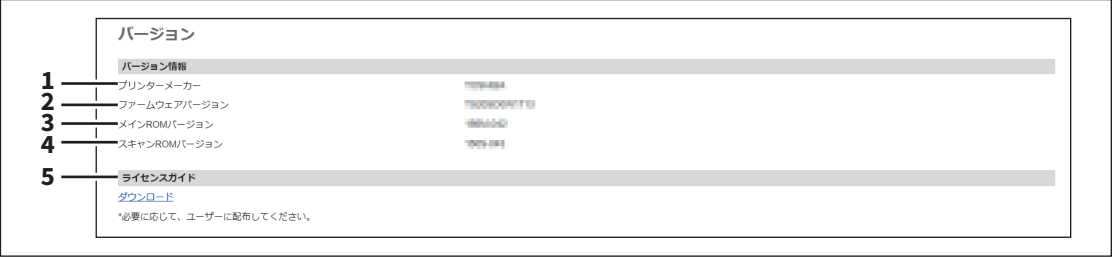 バージョン
バージョン情報
1 プリンターメーカー
2 ファームウェアバージョン
3 メインROMバージョン
4 スキャンROMバージョン
5 ライセンスガイド
ダウンロード
*必要に応じて、ユーザーに配布してください。